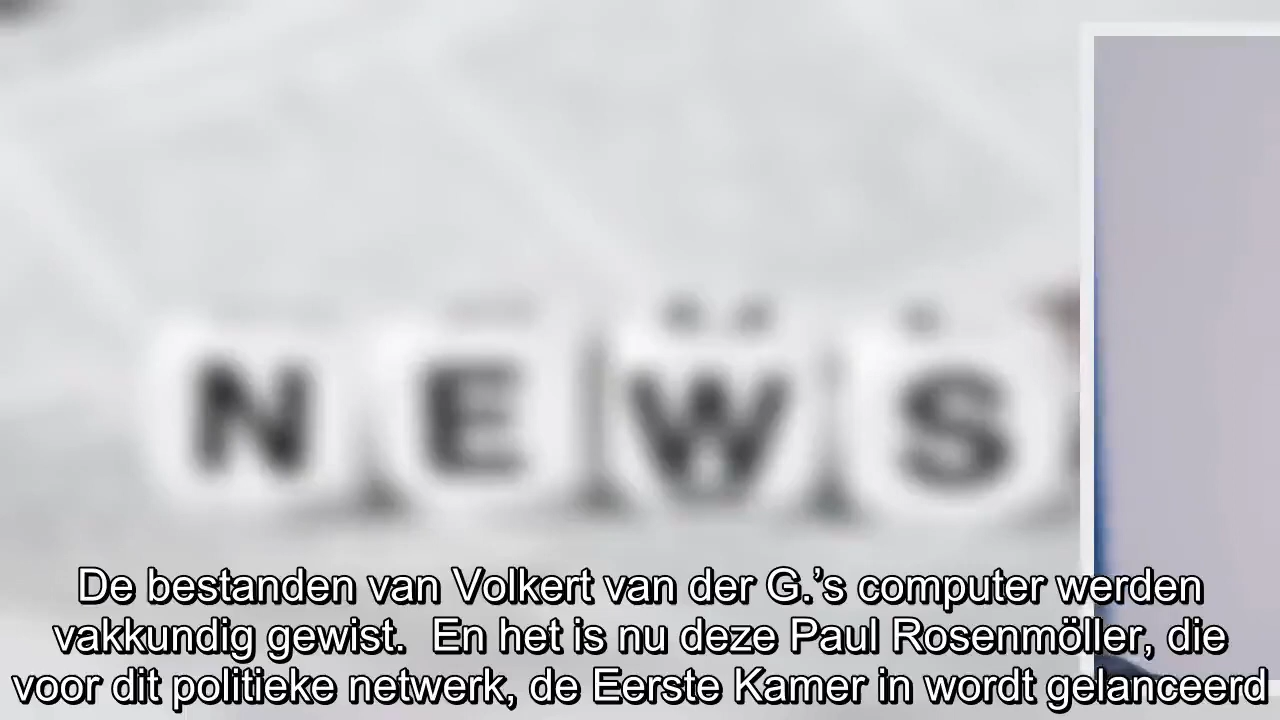 NEWS
De bestanden van Volkert van der G.’s computer werden
vakkundig gewist.  En het is nu deze Paul Rosenmöller, die
voor dit politieke netwerk, de Eerste Kamer in wordt gelanceerd